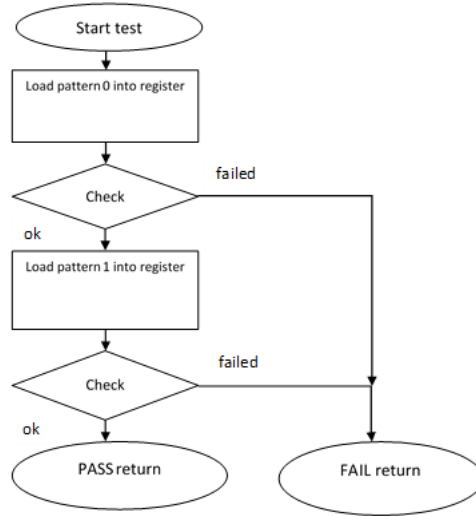 Start test
Load pattern 0 into register
Check
failed
ok
Load pattern 1 into register
Check
failed
ok
PASS return
FAIL return